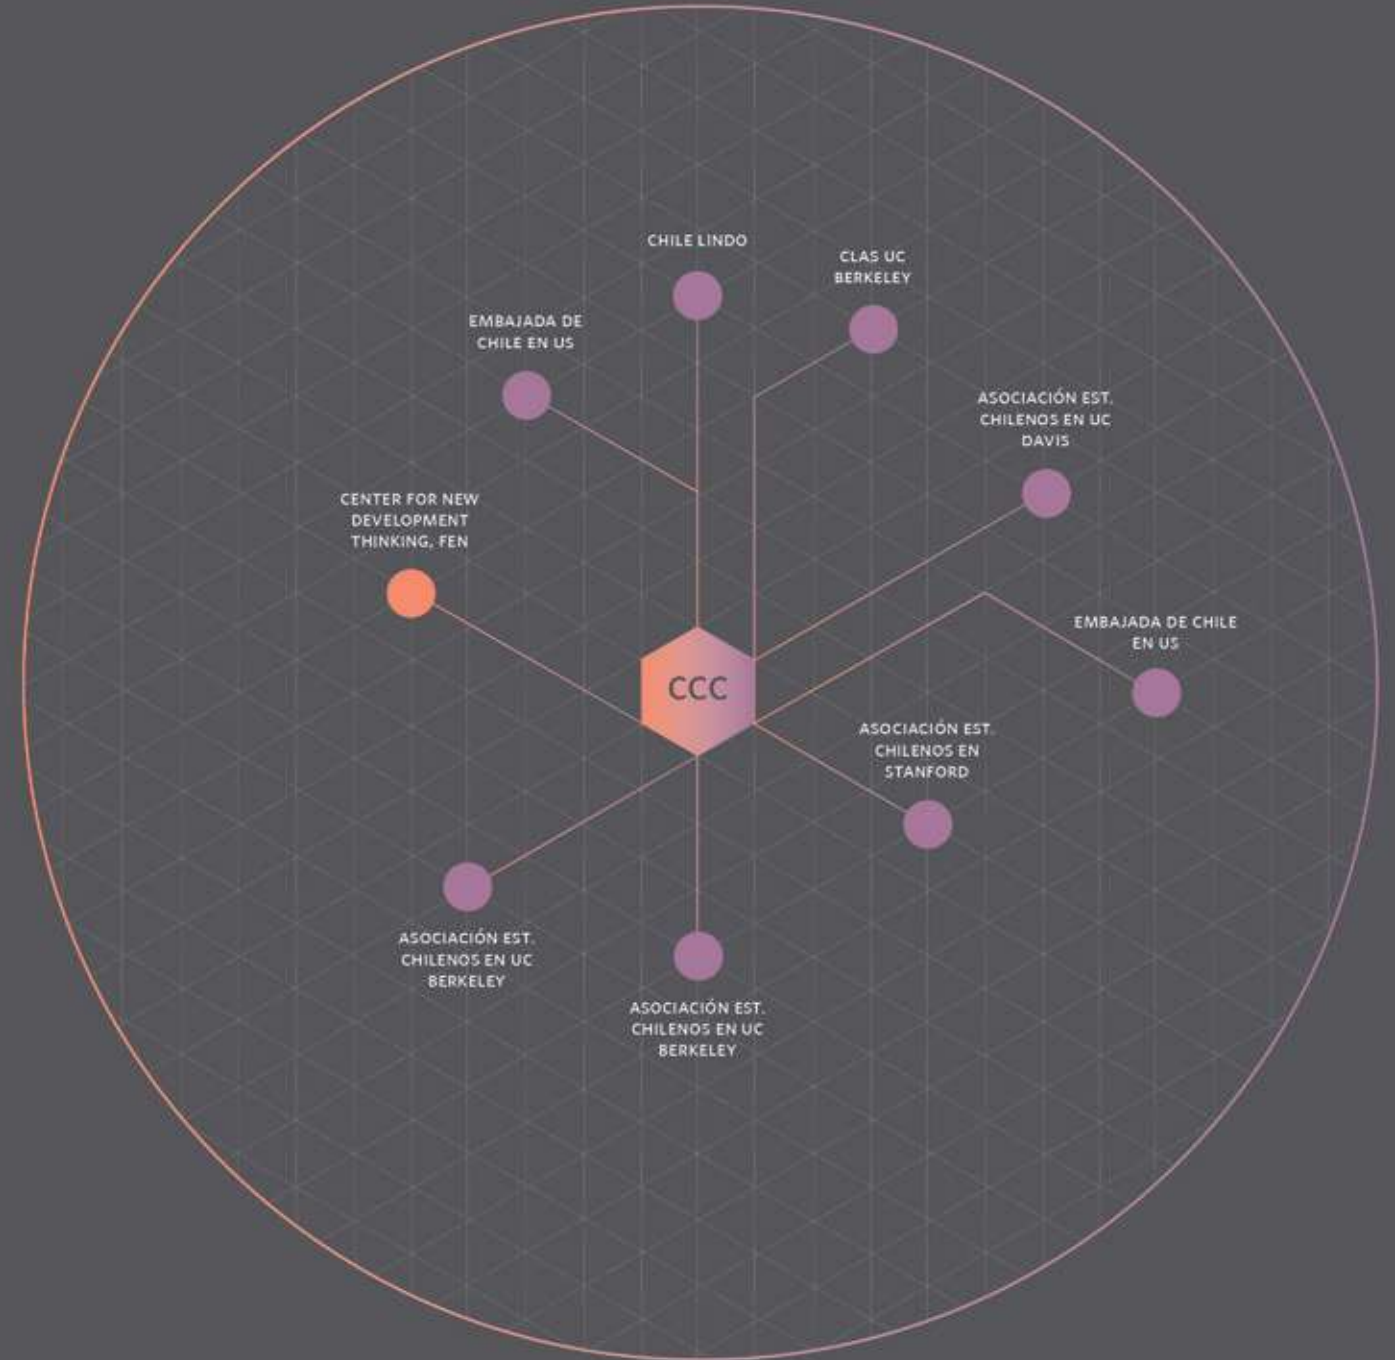 CHILE LINDO
CLAS UC
BERKELEY
EMBAJADA DE
CHILE EN US
ASOCIACIÓN EST.
CHILENOS EN UC
DAVIS
CENTER FOR NEW
DEVELOPMENT
THINKING, FEN
EMBAJADA DE CHILE
EN US
CCC
ASOCIACIÓN EST.
CHILENOS EN
STANFORD
ASOCIACIÓN EST.
CHILENOS EN UC
BERKELEY
ASOCIACIÓN EST.
CHILENOS EN UC
BERKELEY